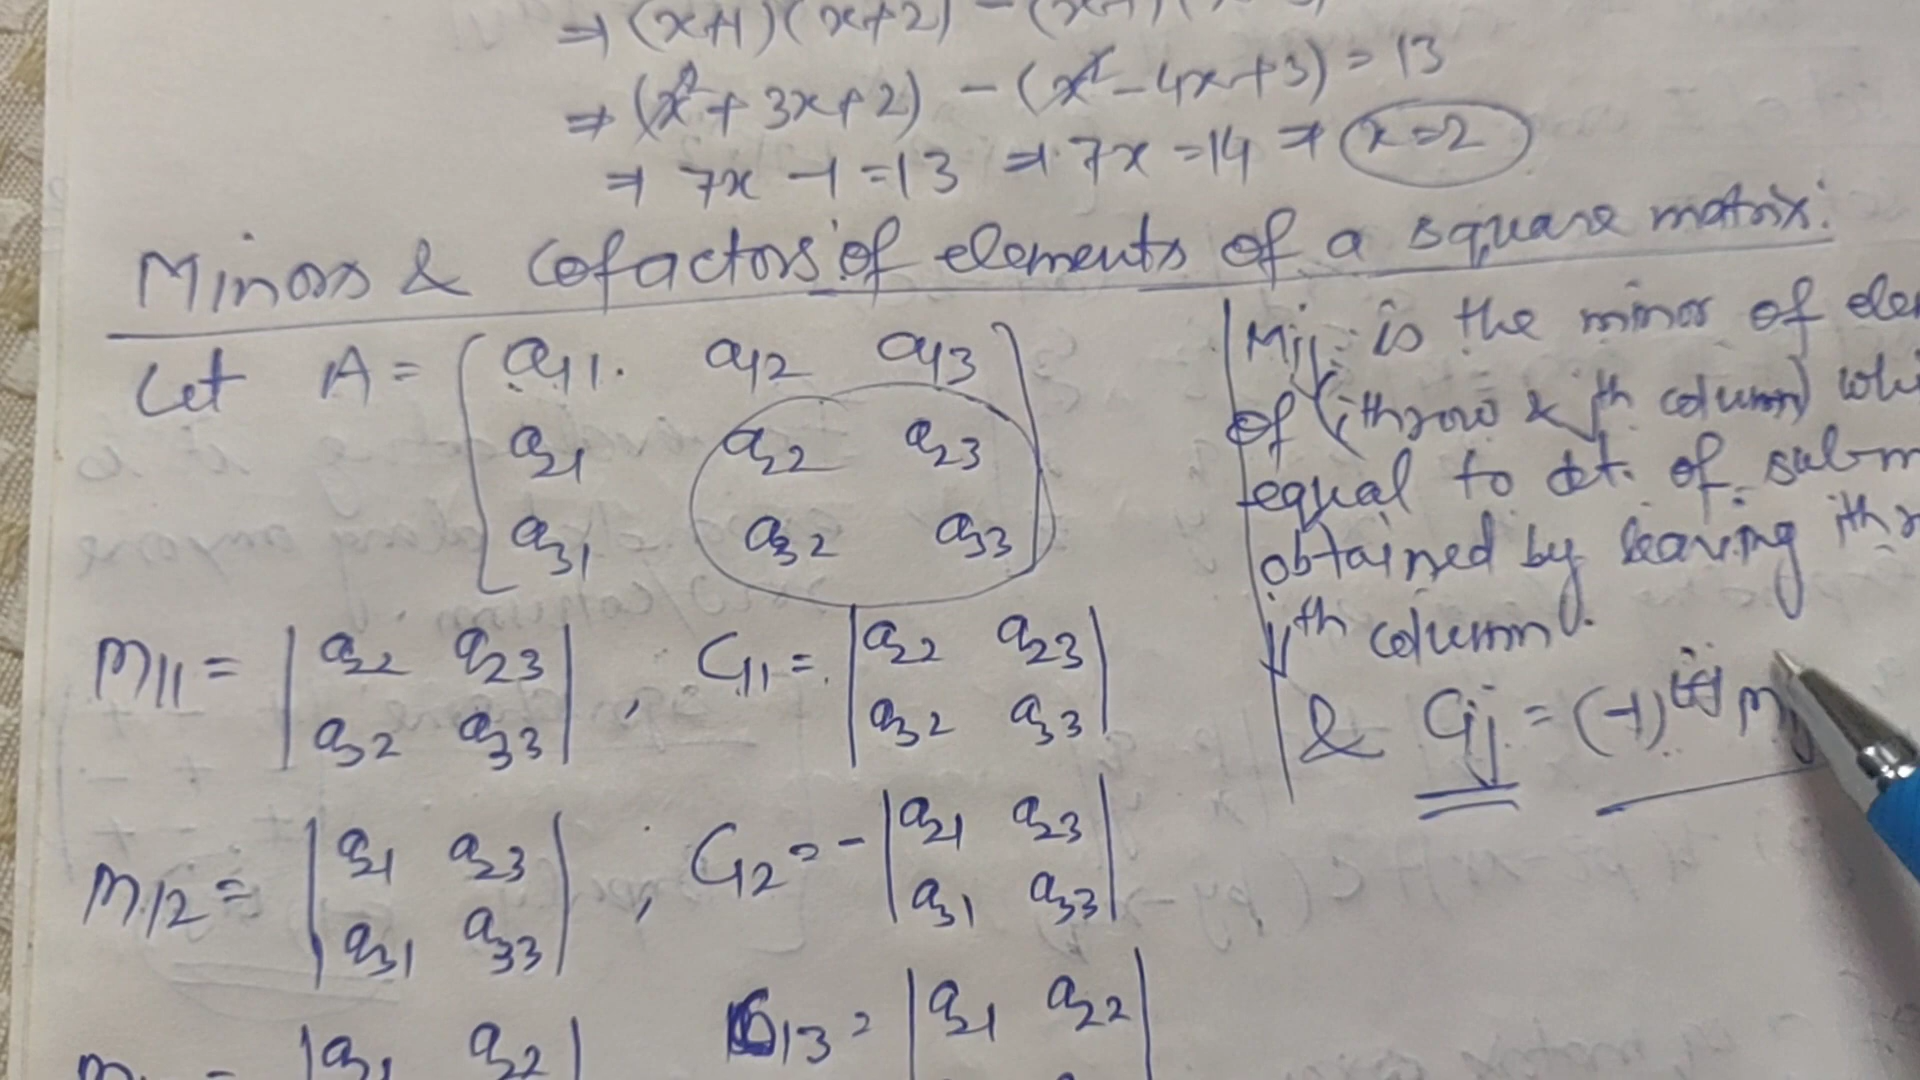 ⇒ (x+1)(x+2) - (x-1)(x-3)
⇒ (x²+3x+2) - (x²-4x+3) = 13
⇒ 7x-1=13 ⇒ 7x=14 ⇒ x=2
Minors & Cofactors of elements of a square matrix:
Let A = [ a11 a12 a13
a21 a22 a23
a31 a32 a33 ]
Mij is the minor of
of (ith row & jth column)
equal to det. of
obtained by leaving ith
jth column.
& Cij = (-1)^(i+j) M
M11 = | a22 a23 | , C11 = | a22 a23 |
| a32 a33 | | a32 a33 |
M12 = | a21 a23 | , C12 = - | a21 a23 |
| a31 a33 | | a31 a33 |
C13 = | a21 a22 |
= | a21 a22 |